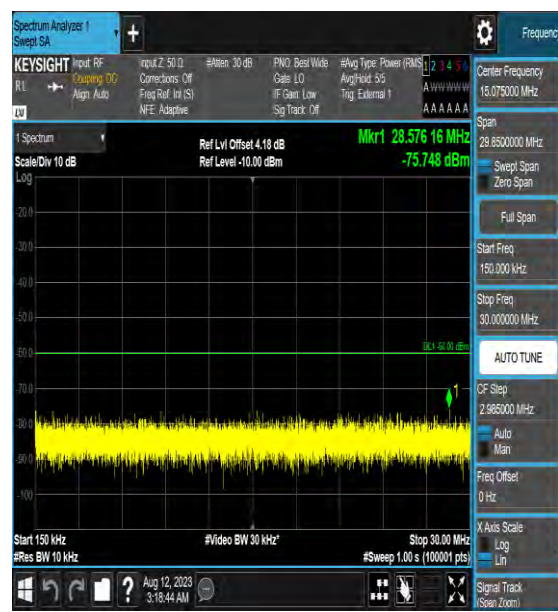 Spectrum Analyzer 1
Swept SA
+
Frequenc
KEYSIGHT
Input: RF
Input Z: 50 Ω
#Atten: 30 dB
PNO: Best Wide
#Avg Type: Power (RMS
1 2 3 4 5 6
Coupling: DC
Corrections: Off
Gate: LO
Avg|Hold: 5/5
Align: Auto
Freq Ref: Int (S)
IF Gain: Low
Trig: External 1
NFE: Adaptive
Sig Track: Off
A W W W W W
A A A A A A
1 Spectrum
Scale/Div 10 dB
Ref Lvl Offset 4.18 dB
Ref Level -10.00 dBm
Mkr1 28.576 16 MHz
-75.748 dBm
Log
-20.0
-30.0
-40.0
-50.0
-60.0
-70.0
-80.0
-90.0
-100
1
Start 150 kHz
#Video BW 30 kHz*
Stop 30.00 MHz
#Res BW 10 kHz
#Sweep 1.00 s (100001 pts)
Center Frequency
15.075000 MHz
Span
29.8500000 MHz
Swept Span
Zero Span
Full Span
Start Freq
150.000 kHz
Stop Freq
30.000000 MHz
AUTO TUNE
CF Step
2.985000 MHz
Auto
Man
Freq Offset
0 Hz
X Axis Scale
Log
Lin
Signal Track
(Span Zoom)
?
Aug 12, 2023
3:18:44 AM